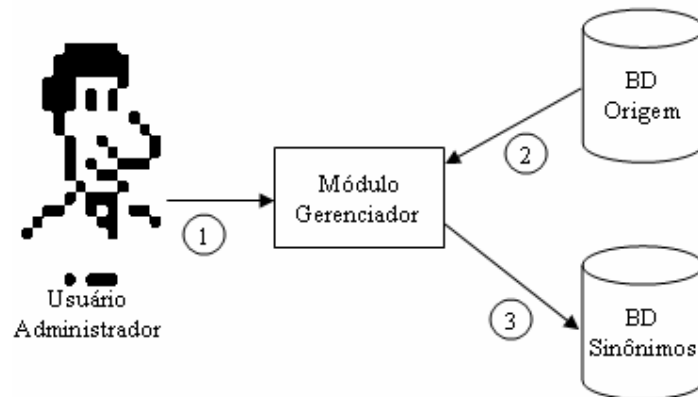 BD
Origem
2
Módulo
Gerenciador
1
3
Usuário
Administrador
BD
Sinônimos